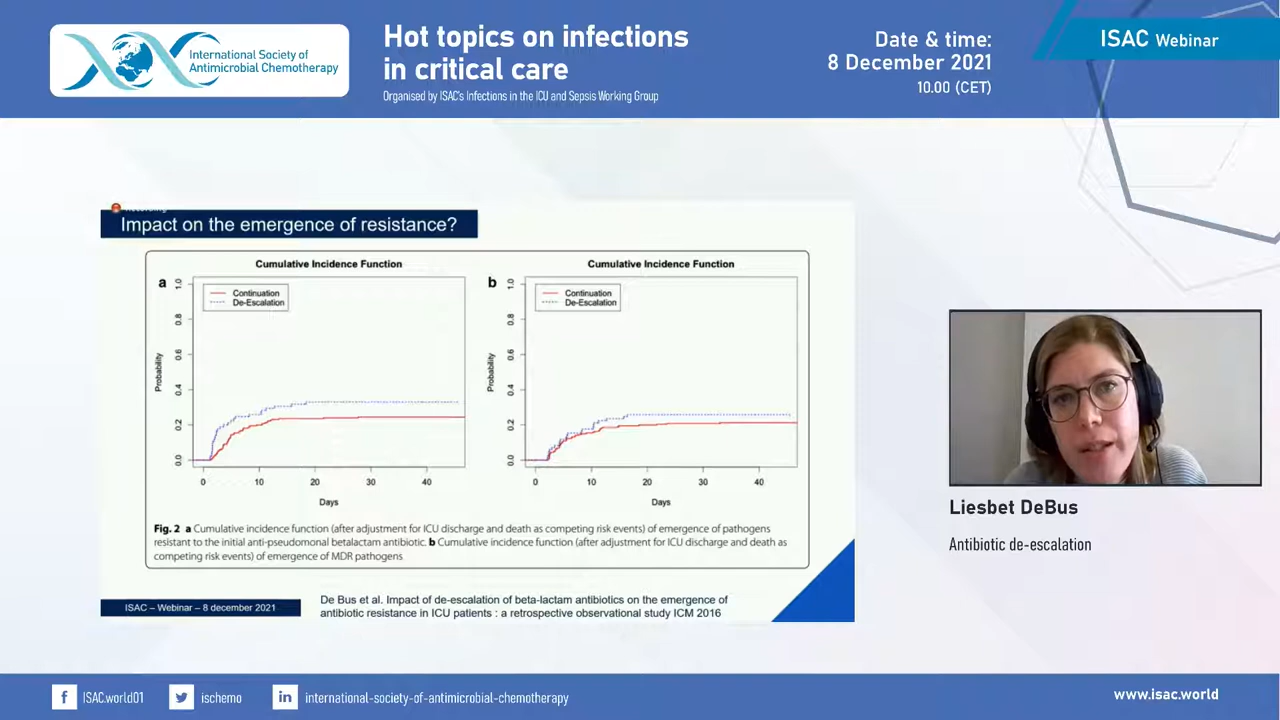 International Society of
Antimicrobial Chemotherapy
Hot topics on infections
in critical care
Organised by ISAC's Infections in the ICU and Sepsis Working Group
Date & time:
8 December 2021
10.00 (CET)
ISAC Webinar
Impact on the emergence of resistance?
Cumulative Incidence Function
a
Continuation
De-Escalation
Probability
1.0
0.8
0.6
0.4
0.2
0.0
0 10 20 30 40
Days
Cumulative Incidence Function
b
Continuation
De-Escalation
Probability
1.0
0.8
0.6
0.4
0.2
0.0
0 10 20 30 40
Days
Fig. 2 a Cumulative incidence function (after adjustment for ICU discharge and death as competing risk events) of emergence of pathogens
resistant to the initial anti-pseudomonal betalactam antibiotic. b Cumulative incidence function (after adjustment for ICU discharge and death as
competing risk events) of emergence of MDR pathogens
ISAC – Webinar – 8 december 2021
De Bus et al. Impact of de-escalation of beta-lactam antibiotics on the emergence of
antibiotic resistance in ICU patients : a retrospective observational study ICM 2016
Liesbet DeBus
Antibiotic de-escalation
f ISAC.world01
ischemo
in international-society-of-antimicrobial-chemotherapy
www.isac.world